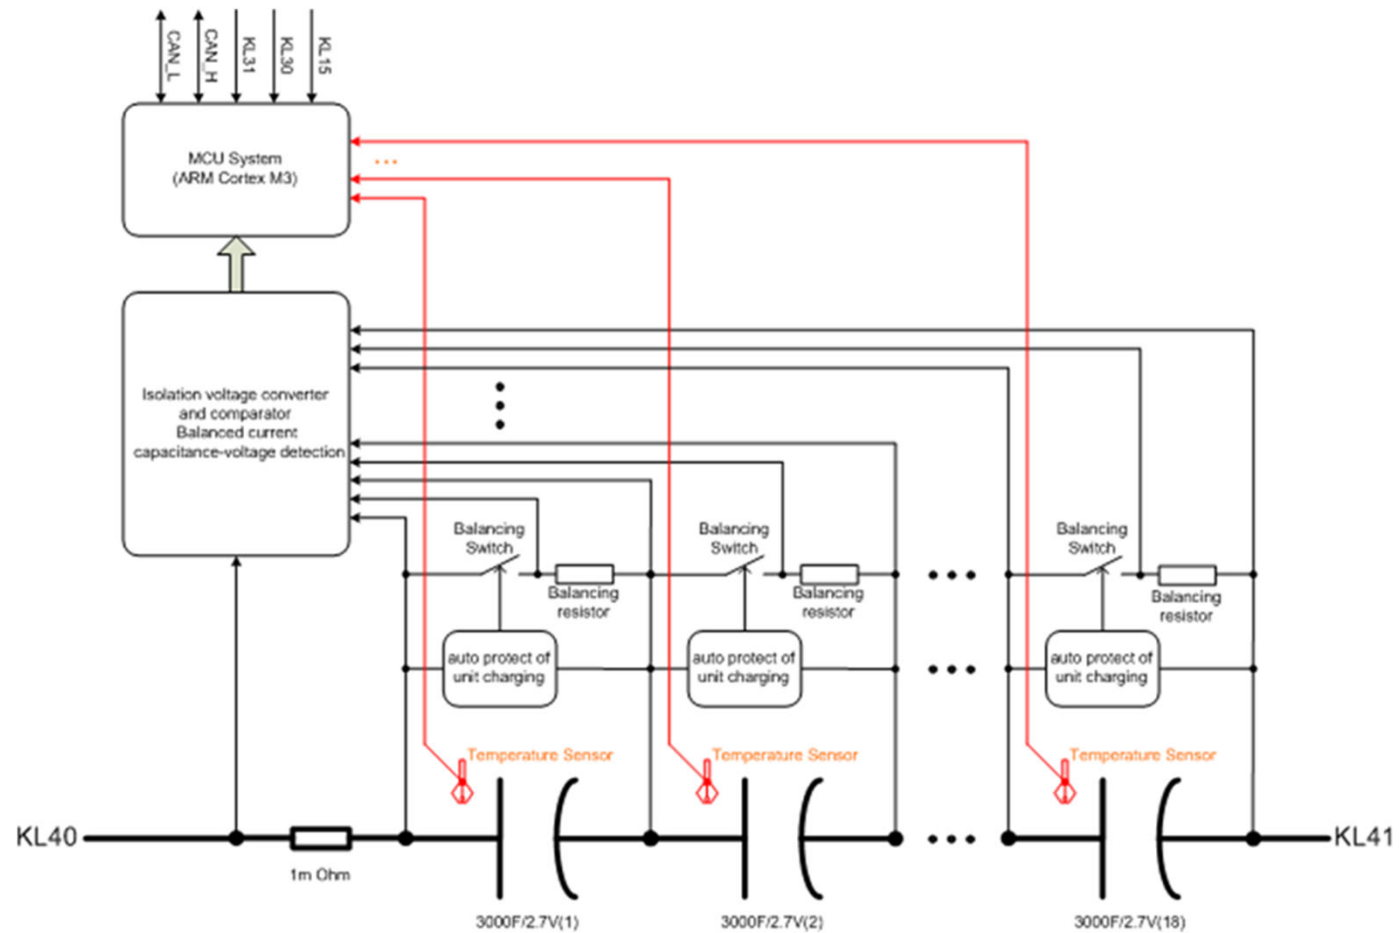 CAN_L
CAN_H
KL31
KL30
KL15
MCU System
(ARM Cortex M3)
Isolation voltage converter
and comparator
Balanced current
capacitance-voltage detection
Balancing
Switch
Balancing
resistor
Balancing
Switch
Balancing
resistor
Balancing
Switch
Balancing
resistor
auto protect of
unit charging
auto protect of
unit charging
auto protect of
unit charging
Temperature Sensor
Temperature Sensor
Temperature Sensor
KL40
KL41
1m Ohm
3000F/2.7V(1)
3000F/2.7V(2)
3000F/2.7V(18)